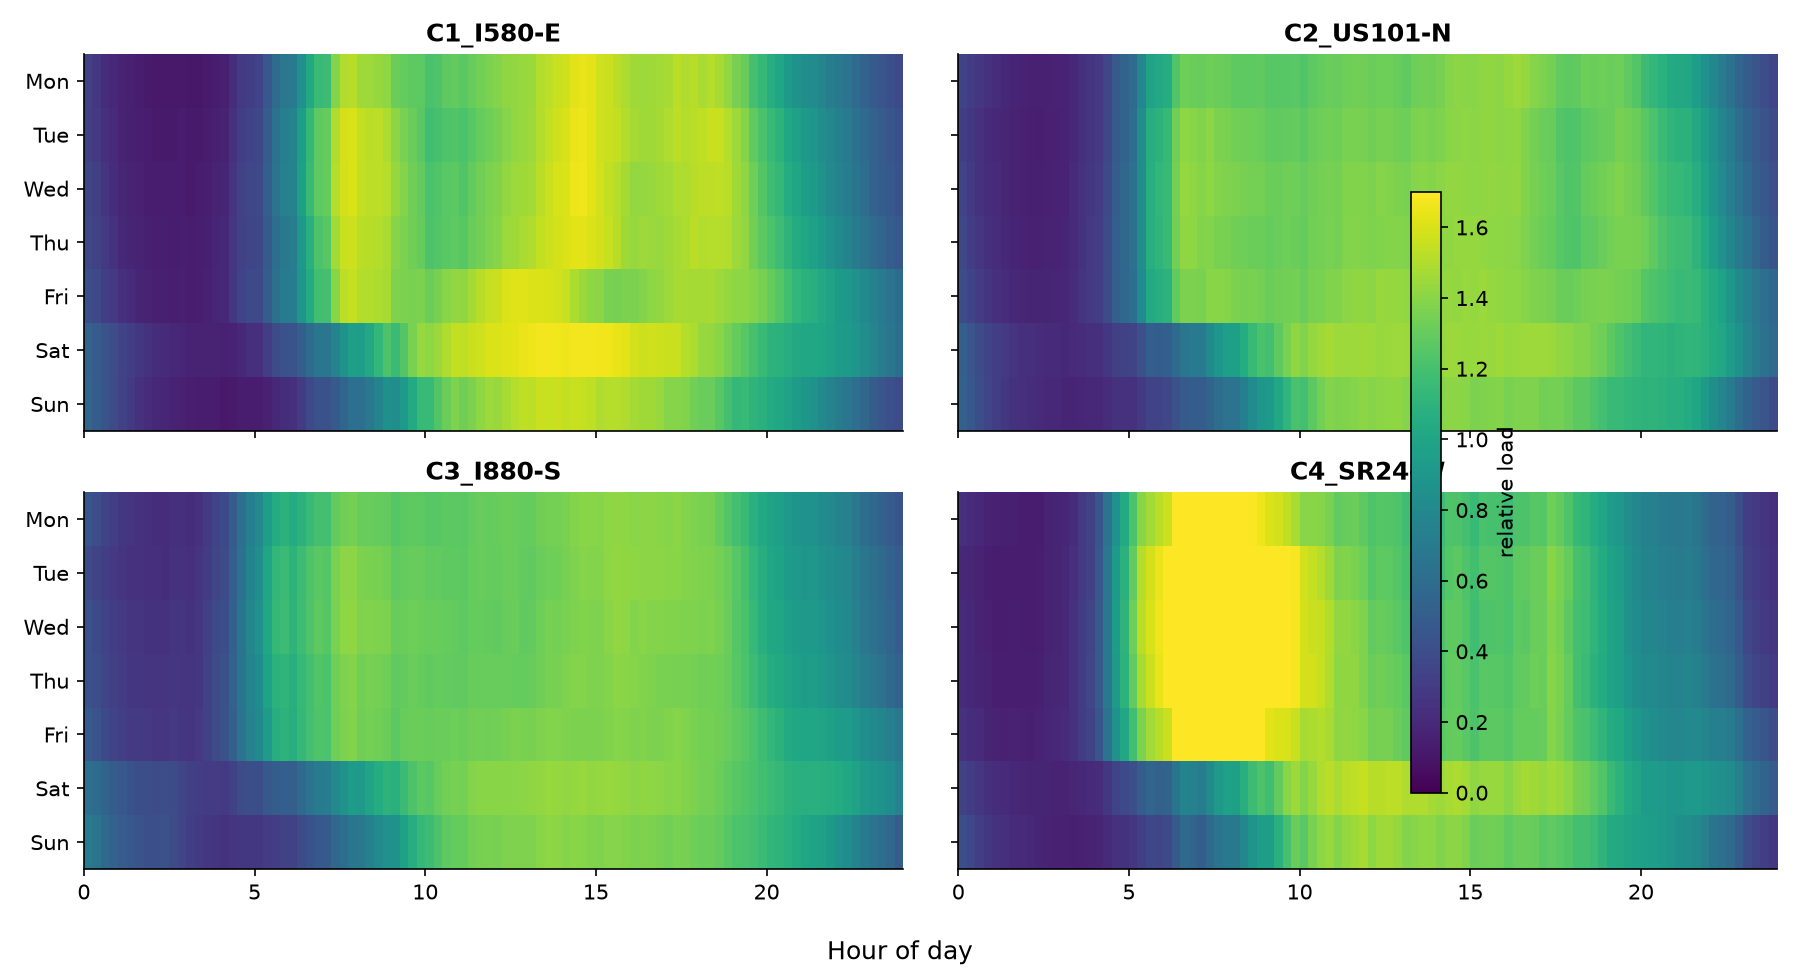 C1_I580-E
C2_US101-N
Mon
Tue
Wed
Thu
Fri
Sat
Sun
1.6
1.4
1.2
1.0
0.8
0.6
0.4
0.2
0.0
relative load
C3_I880-S
C4_SR24
Mon
Tue
Wed
Thu
Fri
Sat
Sun
0 5 10 15 20
0 5 10 15 20
Hour of day